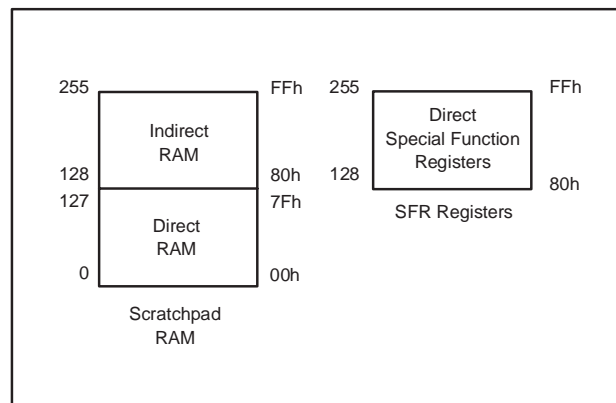 255
FFh
Indirect
RAM
128
80h
127
7Fh
Direct
RAM
0
00h
Scratchpad
RAM
255
FFh
Direct
Special Function
Registers
128
80h
SFR Registers